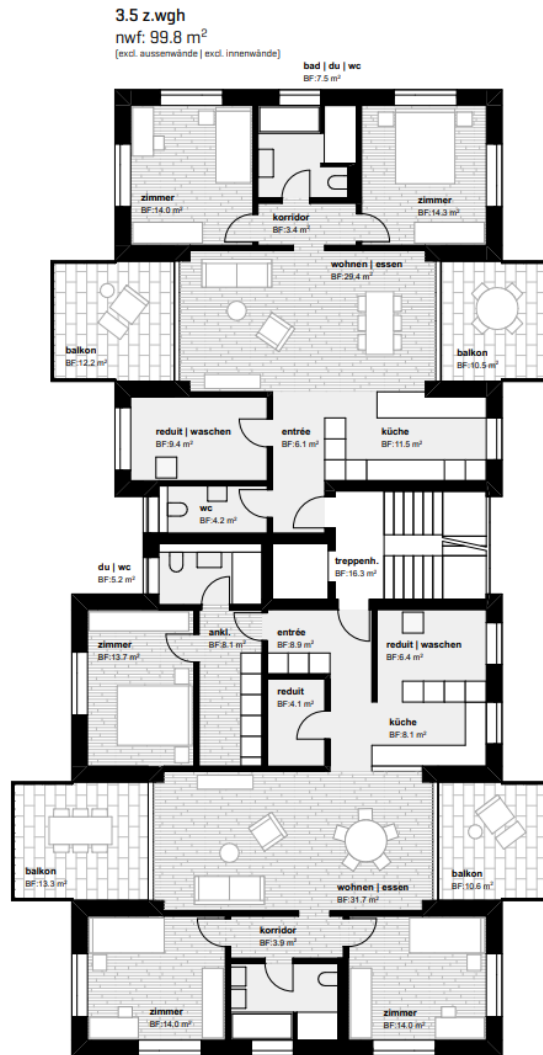 3.5 z.wgh
nwf: 99.8 m²
[excl. aussenwände | excl. innenwände]
bad | du | wc
BF:7.5 m²
zimmer
BF:14.0 m²
zimmer
BF:14.3 m²
korridor
BF:3.4 m²
wohnen | essen
BF:29.4 m²
balkon
BF:12.2 m²
balkon
BF:10.5 m²
reduit | waschen
BF:9.4 m²
entrée
BF:6.1 m²
küche
BF:11.5 m²
wc
BF:4.2 m²
du | wc
BF:5.2 m²
treppenh.
BF:16.3 m²
zimmer
BF:13.7 m²
ankl.
BF:8.1 m²
entrée
BF:8.9 m²
reduit | waschen
BF:6.4 m²
reduit
BF:4.1 m²
küche
BF:8.1 m²
balkon
BF:13.3 m²
balkon
BF:10.6 m²
wohnen | essen
BF:31.7 m²
korridor
BF:3.9 m²
zimmer
BF:14.0 m²
zimmer
BF:14.0 m²